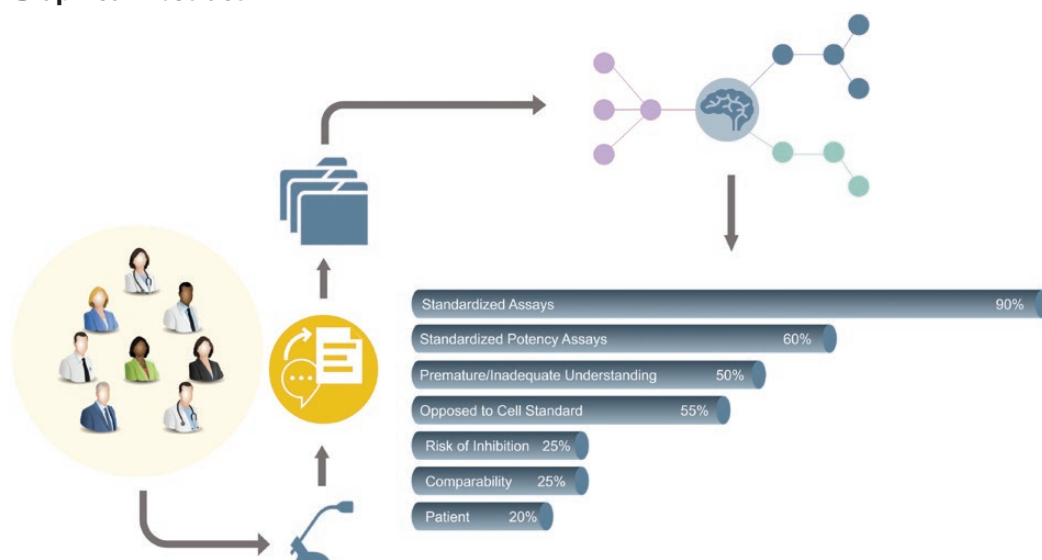 Standardized Assays 90%
Standardized Potency Assays 60%
Premature/Inadequate Understanding 50%
Opposed to Cell Standard 55%
Risk of Inhibition 25%
Comparability 25%
Patient 20%